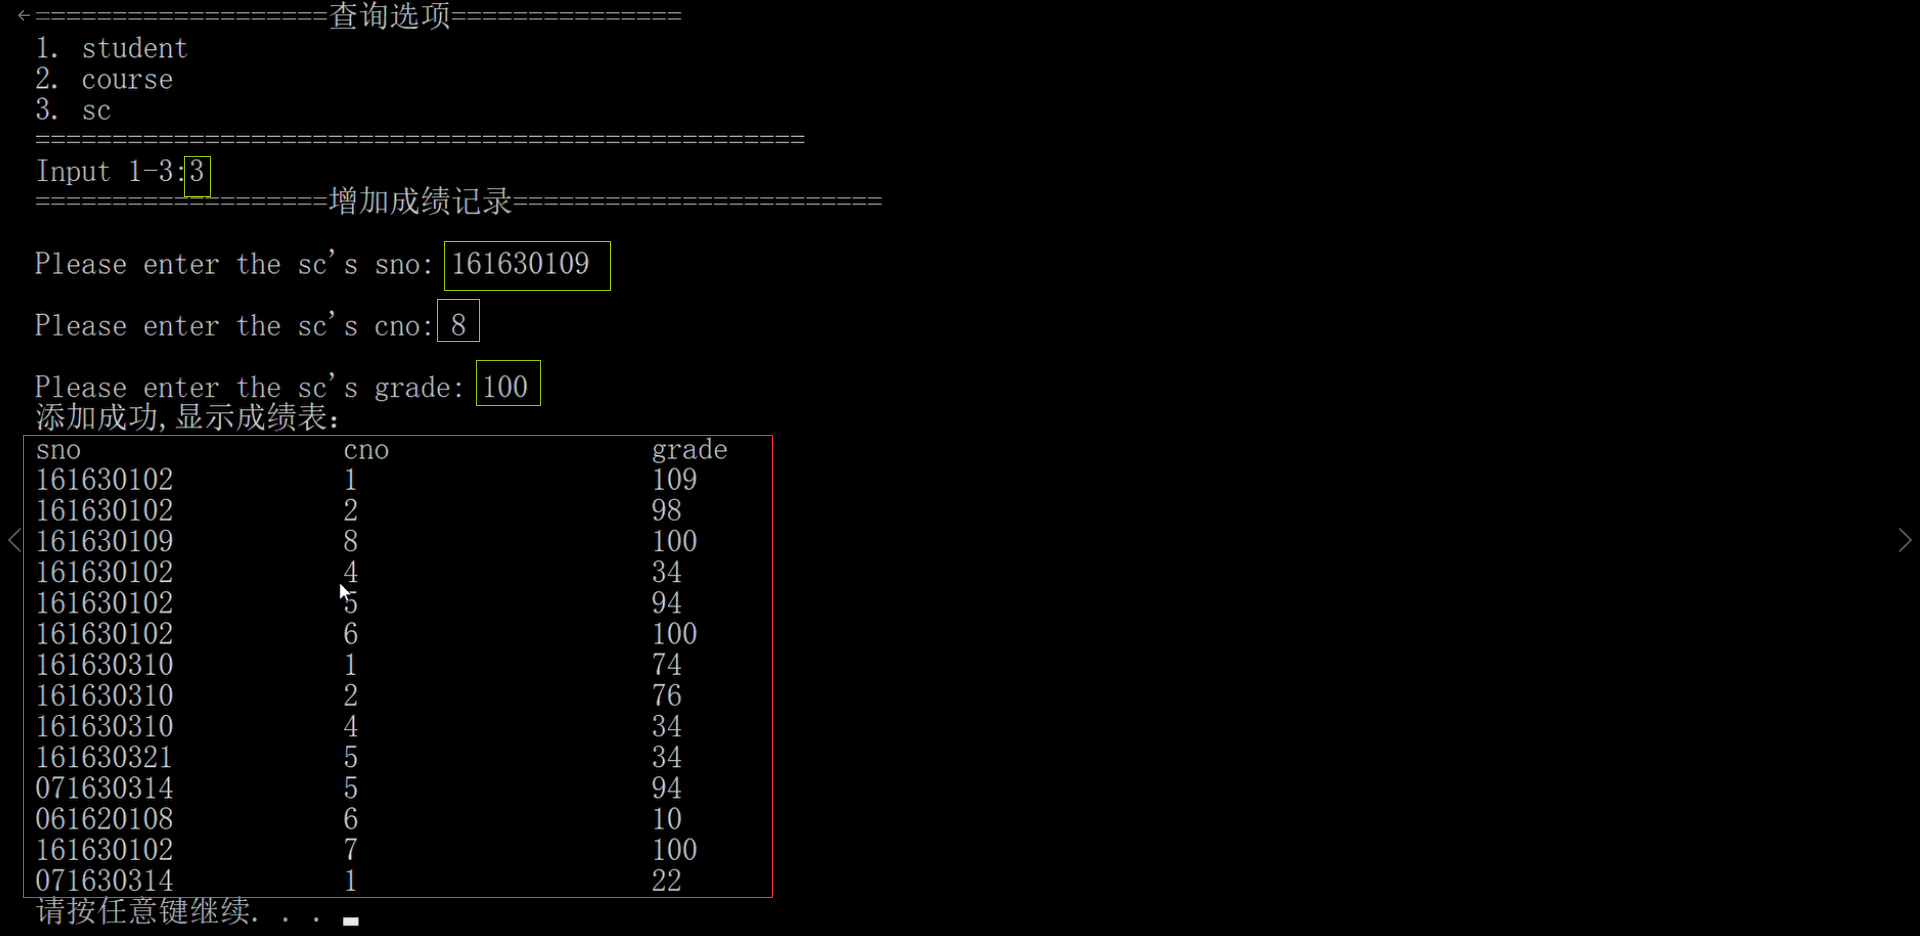 ===================查询选项===============
1. student
2. course
3. sc
==================================================
Input 1-3:3
===================增加成绩记录========================
Please enter the sc's sno: 161630109
Please enter the sc's cno: 8
Please enter the sc's grade: 100
添加成功,显示成绩表：
sno cno grade
161630102 1 109
161630102 2 98
161630109 8 100
161630102 4 34
161630102 5 94
161630102 6 100
161630310 1 74
161630310 2 76
161630310 4 34
161630321 5 34
071630314 5 94
061620108 6 10
161630102 7 100
071630314 1 22
请按任意键继续. . .